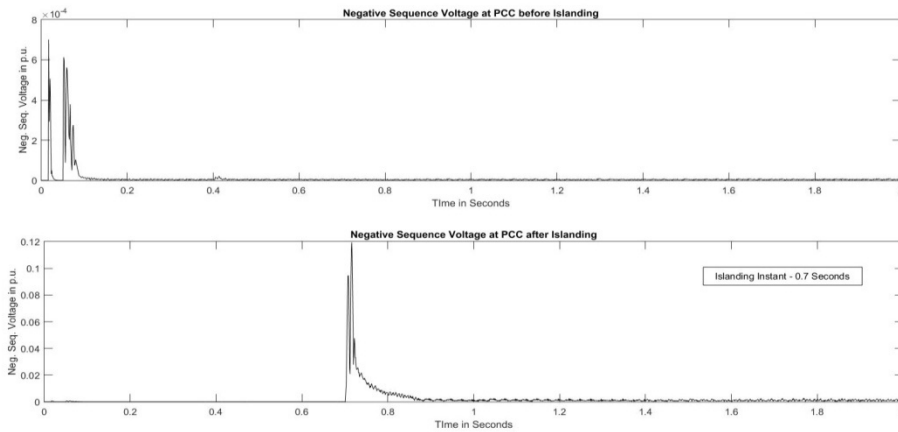 Negative Sequence Voltage at PCC before Islanding
× 10⁻⁴
8
6
4
2
0
Neg. Seq. Voltage in p.u.
0 0.2 0.4 0.6 0.8 1 1.2 1.4 1.6 1.8
TIme in Seconds
Negative Sequence Voltage at PCC after Islanding
0.12
0.1
0.08
0.06
0.04
0.02
0
Neg. Seq. Voltage in p.u.
Islanding Instant - 0.7 Seconds
0 0.2 0.4 0.6 0.8 1 1.2 1.4 1.6 1.8
TIme in Seconds